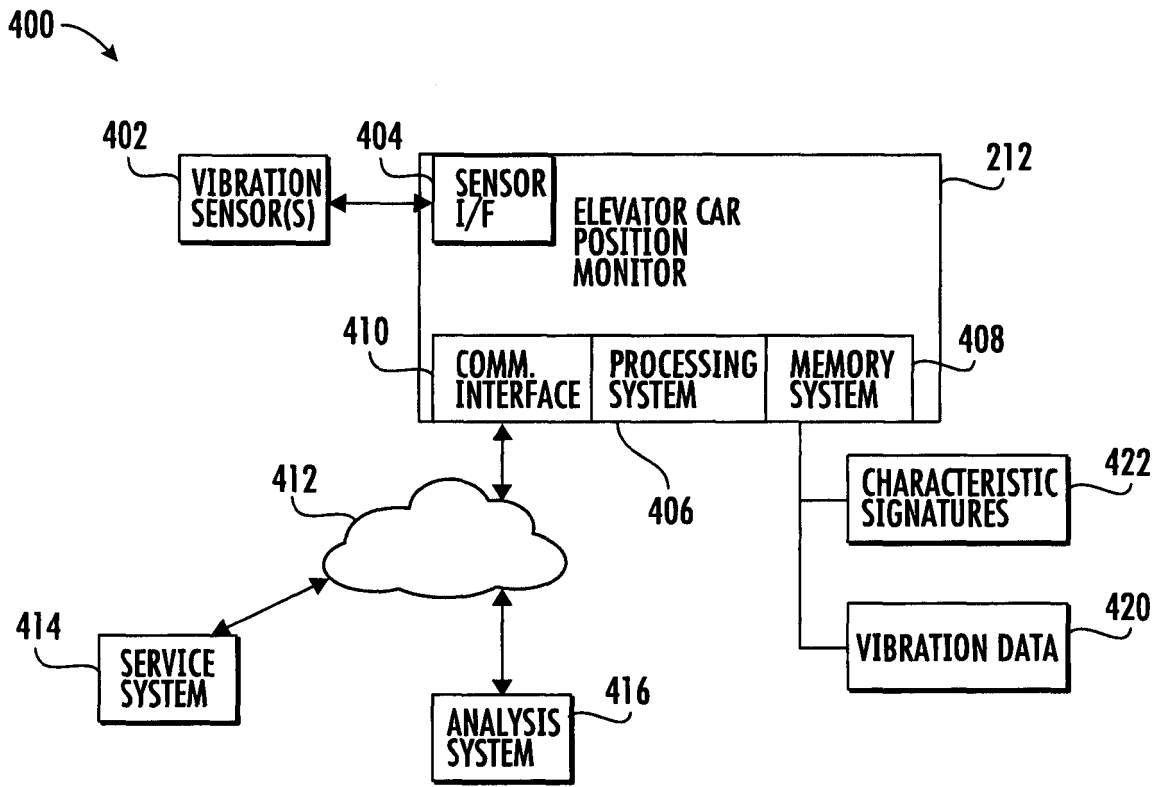 400
402
VIBRATION
SENSOR(S)
404
SENSOR
I/F
ELEVATOR CAR
POSITION
MONITOR
212
410
COMM.
INTERFACE
PROCESSING
SYSTEM
MEMORY
SYSTEM
408
412
406
CHARACTERISTIC
SIGNATURES
422
414
SERVICE
SYSTEM
ANALYSIS
SYSTEM
416
VIBRATION DATA
420